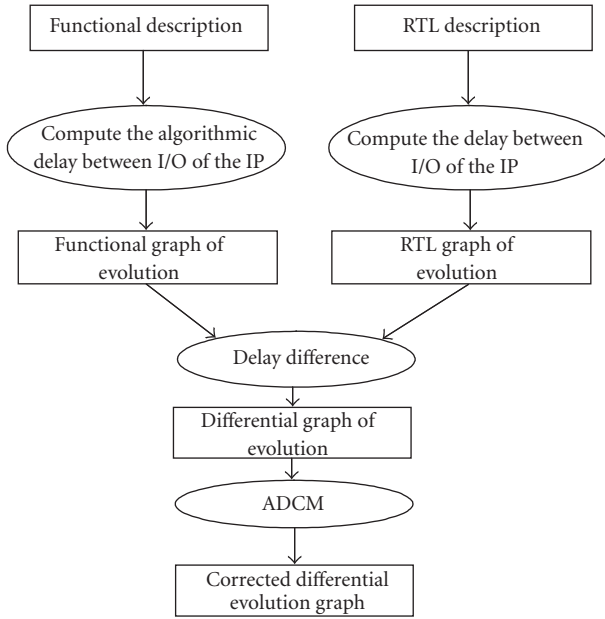 Functional description
RTL description
Compute the algorithmic
delay between I/O of the IP
Compute the delay between
I/O of the IP
Functional graph of
evolution
RTL graph of
evolution
Delay difference
Differential graph of
evolution
ADCM
Corrected differential
evolution graph